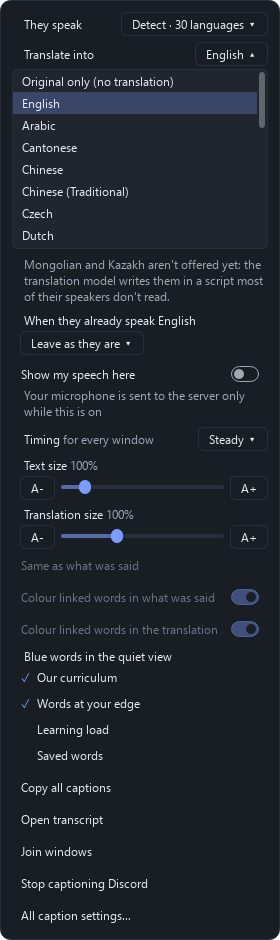 They speak
Detect · 30 languages ▾
Translate into
English ▴
Original only (no translation)
English
Arabic
Cantonese
Chinese
Chinese (Traditional)
Czech
Dutch
Mongolian and Kazakh aren't offered yet: the
translation model writes them in a script most
of their speakers don't read.
When they already speak English
Leave as they are ▾
Show my speech here
Your microphone is sent to the server only
while this is on
Timing for every window
Steady ▾
Text size 100%
A-
A+
Translation size 100%
A-
A+
Same as what was said
Colour linked words in what was said
Colour linked words in the translation
Blue words in the quiet view
✓ Our curriculum
✓ Words at your edge
Learning load
Saved words
Copy all captions
Open transcript
Join windows
Stop captioning Discord
All caption settings...